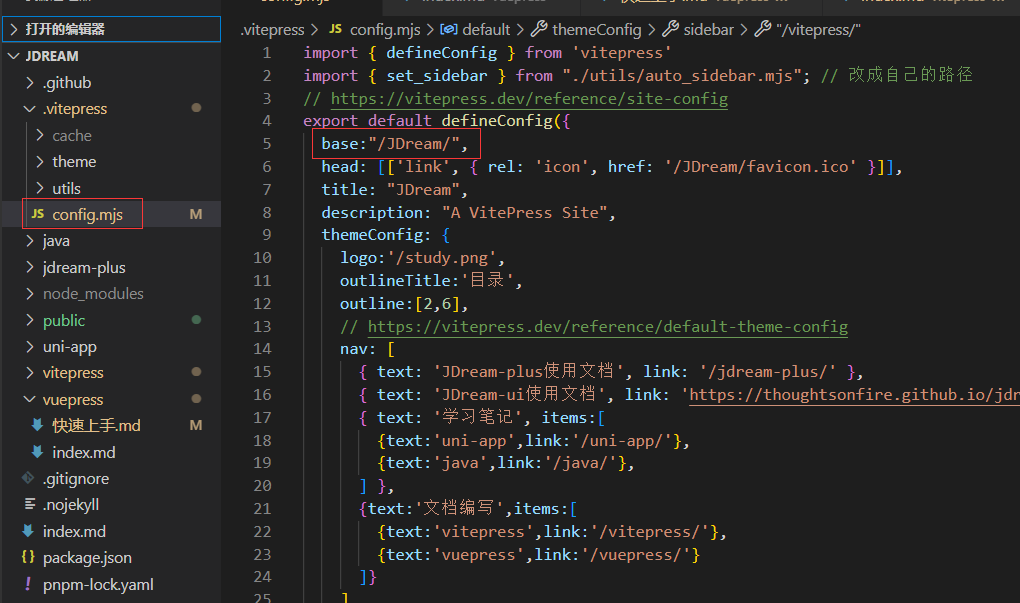 打开的编辑器
JDREAM
.github
.vitepress
cache
theme
utils
JS config.mjs M
java
jdream-plus
node_modules
public
uni-app
vitepress
vuepress
快速上手.md M
index.md
.gitignore
.nojekyll
index.md
{} package.json
! pnpm-lock.yaml
.vitepress > JS config.mjs > default > themeConfig > sidebar > "/vitepress/"
1 import { defineConfig } from 'vitepress'
2 import { set_sidebar } from "./utils/auto_sidebar.mjs"; // 改成自己的路径
3 // https://vitepress.dev/reference/site-config
4 export default defineConfig({
5 base:"/JDream/",
6 head: [['link', { rel: 'icon', href: '/JDream/favicon.ico' }]],
7 title: "JDream",
8 description: "A VitePress Site",
9 themeConfig: {
10 logo:'/study.png',
11 outlineTitle:'目录',
12 outline:[2,6],
13 // https://vitepress.dev/reference/default-theme-config
14 nav: [
15 { text: 'JDream-plus使用文档', link: '/jdream-plus/' },
16 { text: 'JDream-ui使用文档', link: 'https://thoughtsonfire.github.io/jdr
17 { text: '学习笔记', items:[
18 {text:'uni-app',link:'/uni-app/'},
19 {text:'java',link:'/java/'},
20 ] },
21 {text:'文档编写',items:[
22 {text:'vitepress',link:'/vitepress/'},
23 {text:'vuepress',link:'/vuepress/'}
24 ]}
25 ]